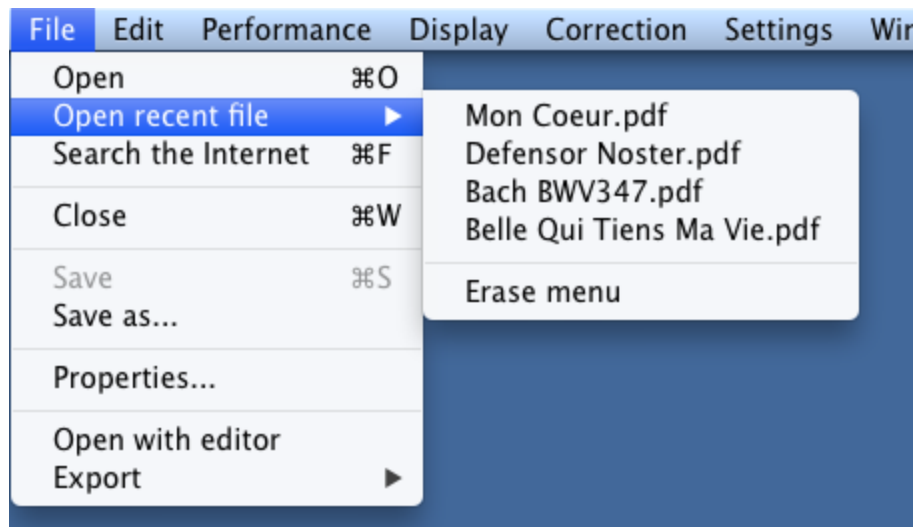 File Edit Performance Display Correction Settings
Open ⌘O
Open recent file ▶
Search the Internet ⌘F
Close ⌘W
Save ⌘S
Save as...
Properties...
Open with editor
Export ▶
Mon Coeur.pdf
Defensor Noster.pdf
Bach BWV347.pdf
Belle Qui Tiens Ma Vie.pdf
Erase menu